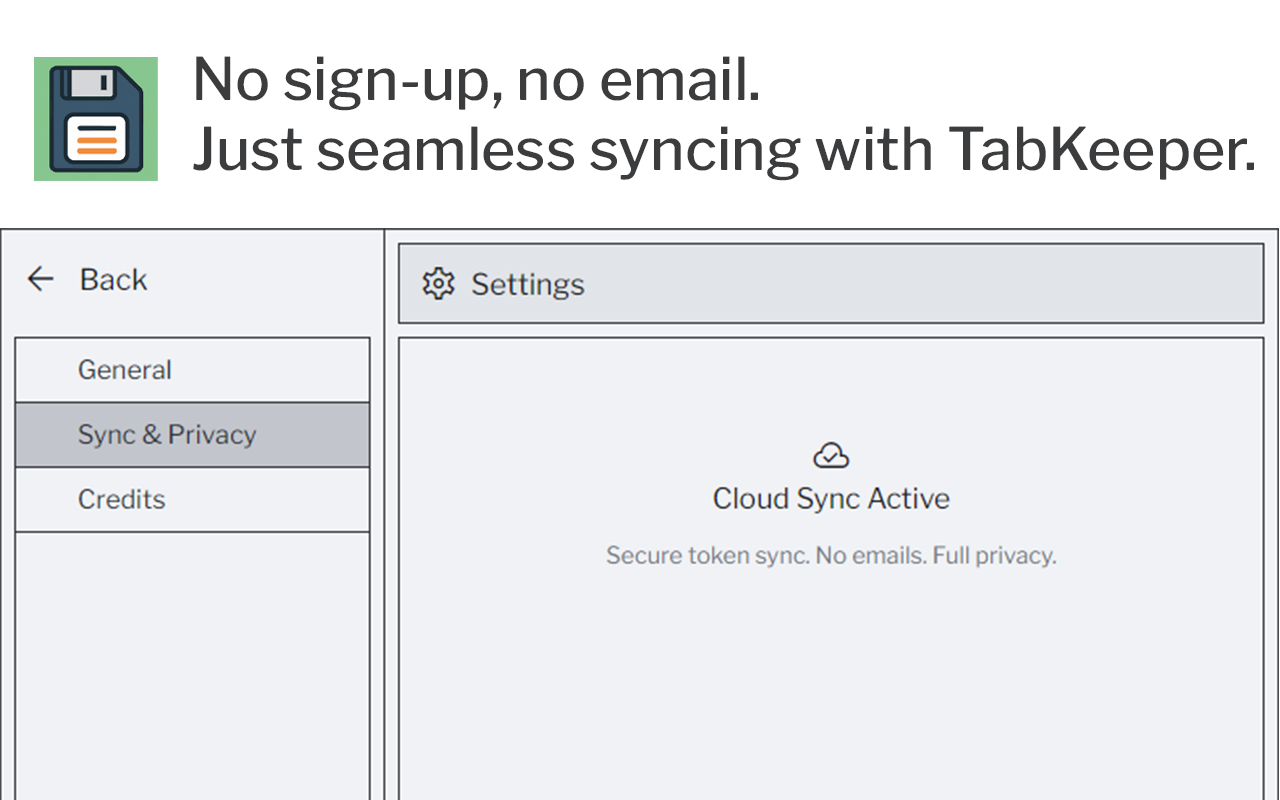 No sign-up, no email.
Just seamless syncing with TabKeeper.
Back
Settings
General
Sync & Privacy
Credits
Cloud Sync Active
Secure token sync. No emails. Full privacy.